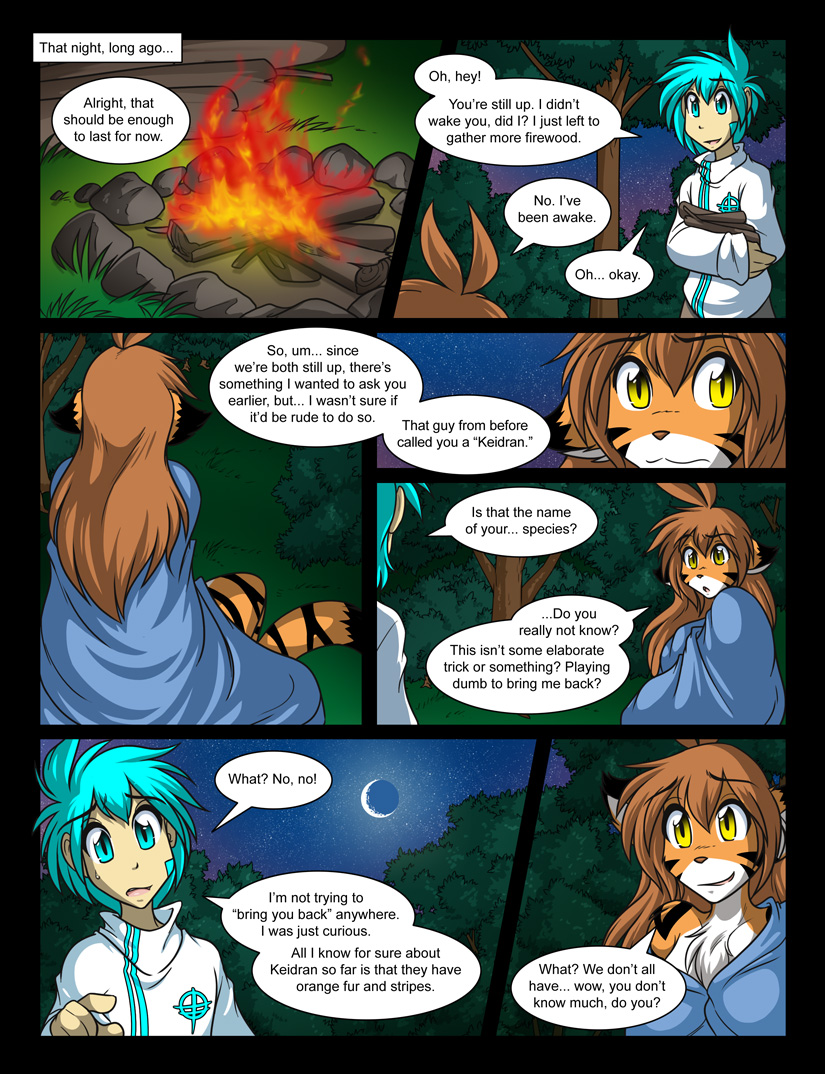 That night, long ago...
Alright, that
should be enough
to last for now.
Oh, hey!
You're still up. I didn't
wake you, did I? I just left to
gather more firewood.
No. I've
been awake.
Oh... okay.
So, um... since
we're both still up, there's
something I wanted to ask you
earlier, but... I wasn't sure if
it'd be rude to do so.
That guy from before
called you a “Keidran.”
Is that the name
of your... species?
...Do you
really not know?
This isn't some elaborate
trick or something? Playing
dumb to bring me back?
What? No, no!
I'm not trying to
“bring you back” anywhere.
I was just curious.
All I know for sure about
Keidran so far is that they have
orange fur and stripes.
What? We don't all
have... wow, you don't
know much, do you?